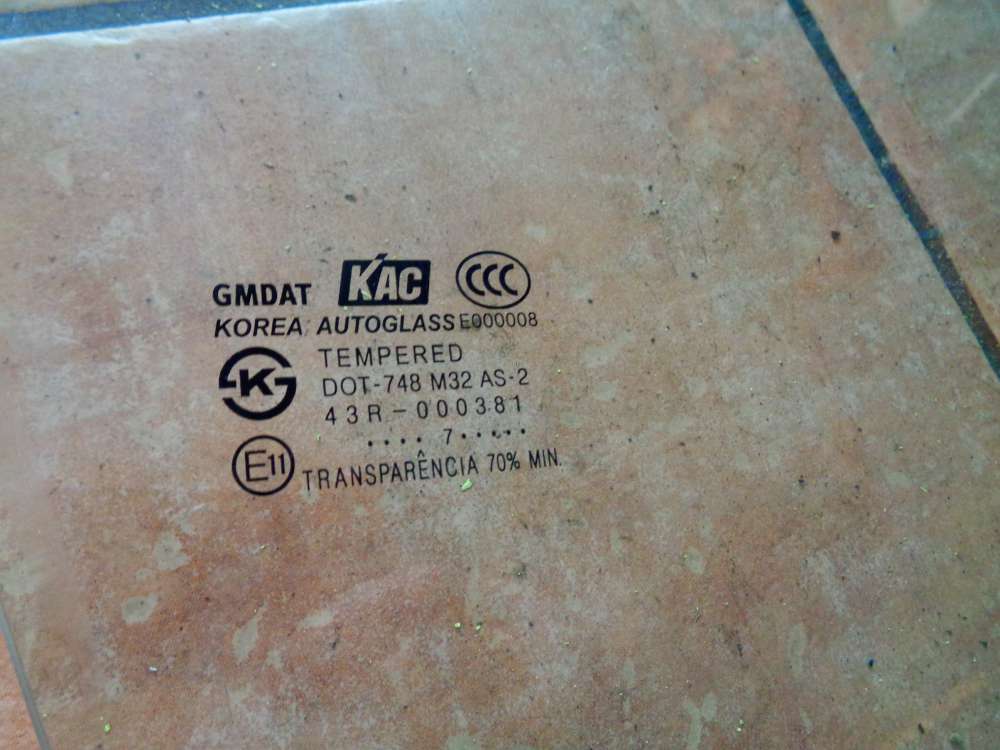 GMDAT KAC CCC
KOREA AUTOGLASS E000008
K TEMPERED
DOT-748 M32 AS-2
43R-000381
.... 7 .....
E11 TRANSPARÊNCIA 70% MIN.